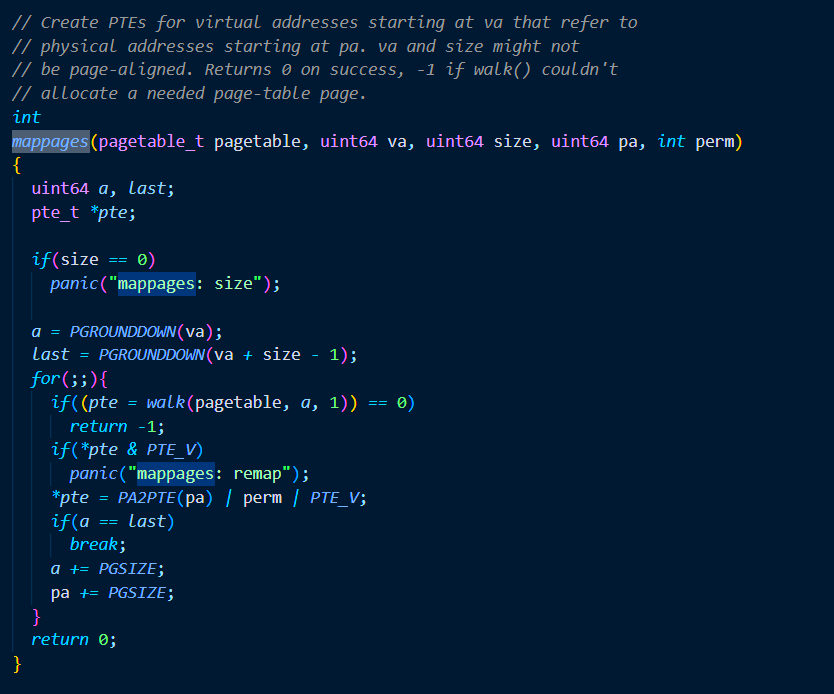 // Create PTEs for virtual addresses starting at va that refer to
// physical addresses starting at pa. va and size might not
// be page-aligned. Returns 0 on success, -1 if walk() couldn't
// allocate a needed page-table page.
int
mappages(pagetable_t pagetable, uint64 va, uint64 size, uint64 pa, int perm)
{
  uint64 a, last;
  pte_t *pte;

  if(size == 0)
    panic("mappages: size");

  a = PGROUNDDOWN(va);
  last = PGROUNDDOWN(va + size - 1);
  for(;;){
    if((pte = walk(pagetable, a, 1)) == 0)
      return -1;
    if(*pte & PTE_V)
      panic("mappages: remap");
    *pte = PA2PTE(pa) | perm | PTE_V;
    if(a == last)
      break;
    a += PGSIZE;
    pa += PGSIZE;
  }
  return 0;
}